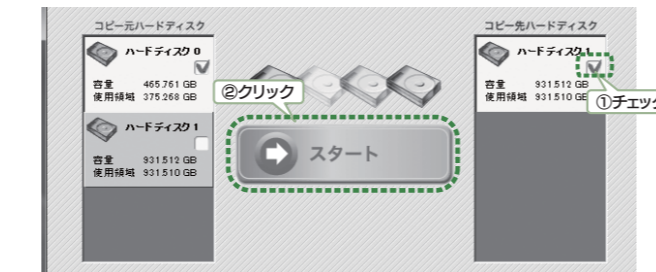 コピー元ハードディスク
ハードディスク 0
容量 465.761 GB
使用領域 375.268 GB
ハードディスク 1
容量 931.512 GB
使用領域 931.510 GB
②クリック
スタート
コピー先ハードディスク
ハードディスク 1
容量 931.512 GB
使用領域 931.510 GB
①チェック